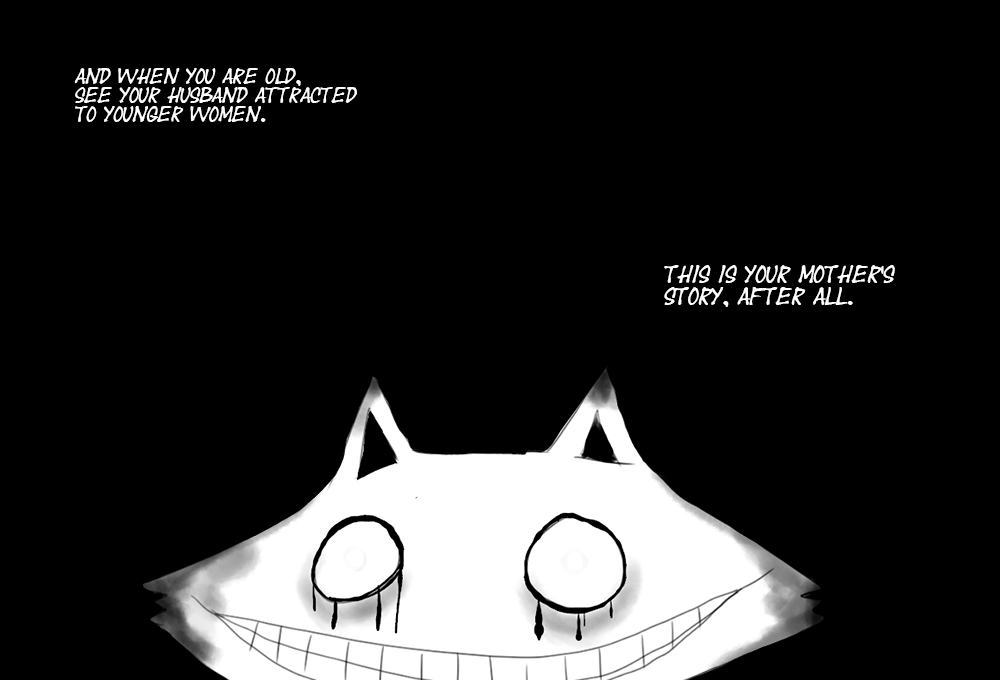 AND WHEN YOU ARE OLD,
SEE YOUR HUSBAND ATTRACTED
TO YOUNGER WOMEN.
THIS IS YOUR MOTHER'S
STORY, AFTER ALL.